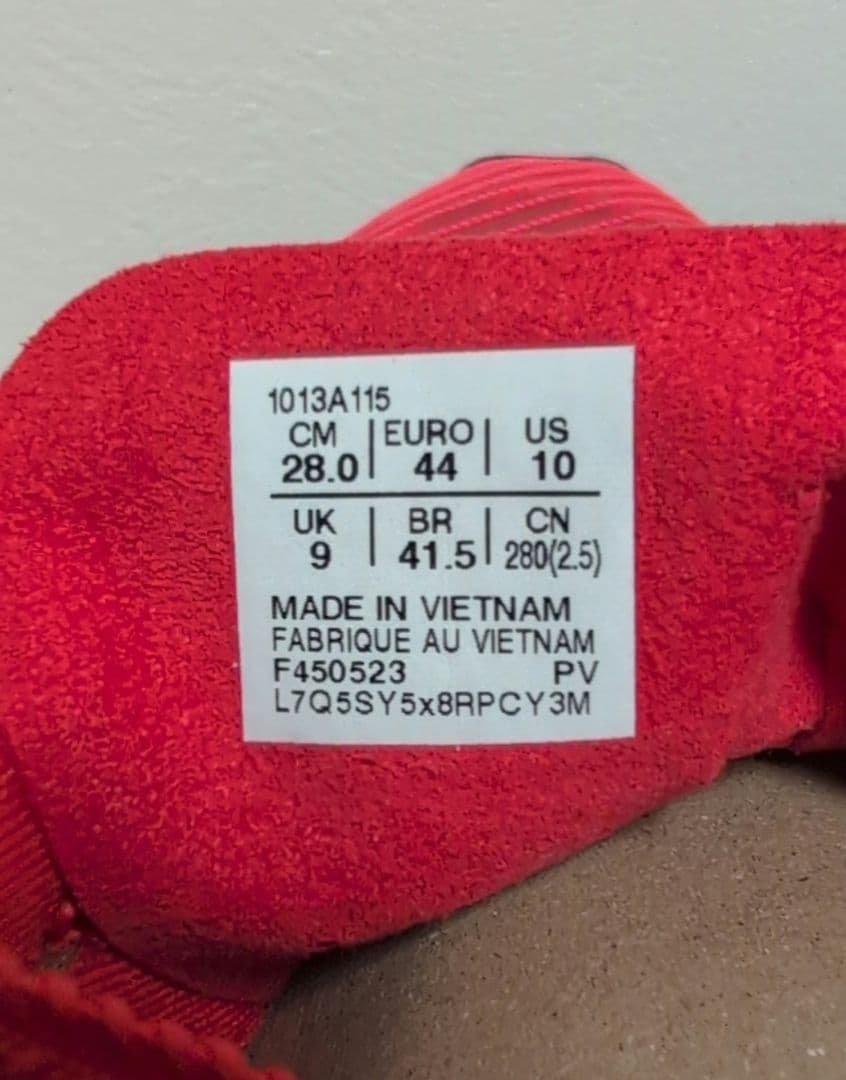 1013A115
CM | EURO | US
28.0 | 44 | 10
UK | BR | CN
9 | 41.5 | 280(2.5)
MADE IN VIETNAM
FABRIQUE AU VIETNAM
F450523 PV
L7Q5SY5x8RPCY3M